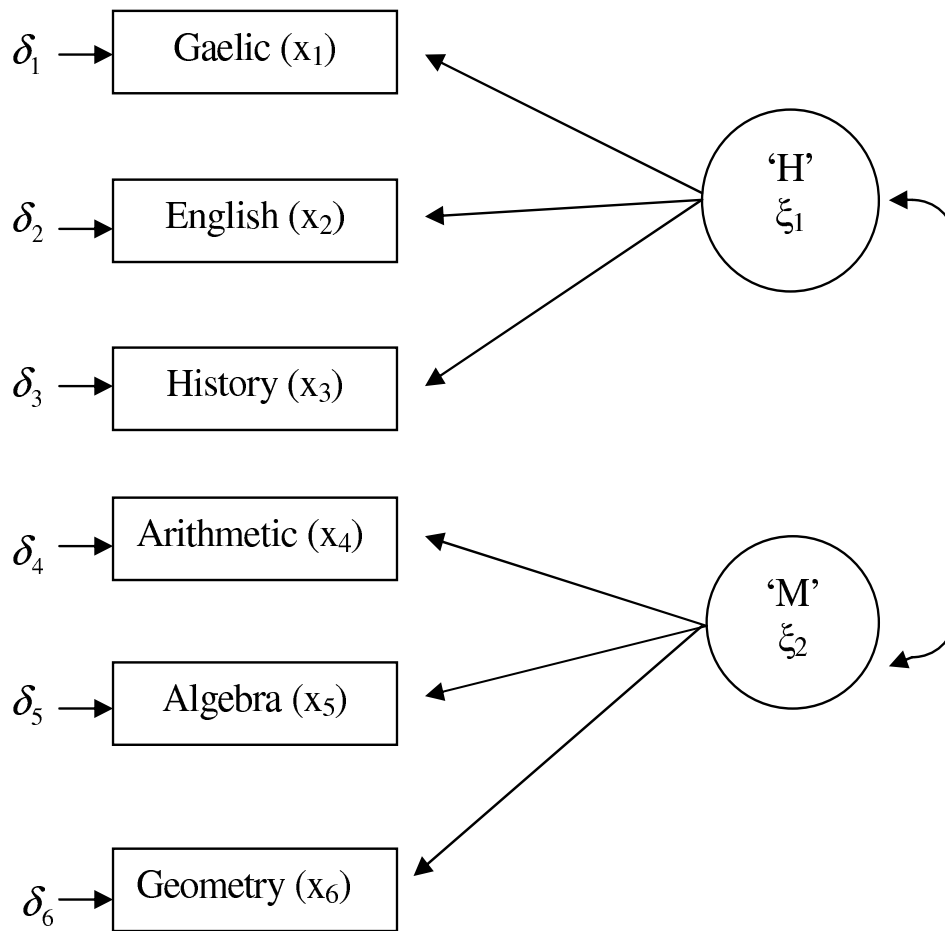 δ₁ Gaelic (x₁)
‘H’
ξ₁
δ₂ English (x₂)
δ₃ History (x₃)
δ₄ Arithmetic (x₄)
‘M’
ξ₂
δ₅ Algebra (x₅)
δ₆ Geometry (x₆)